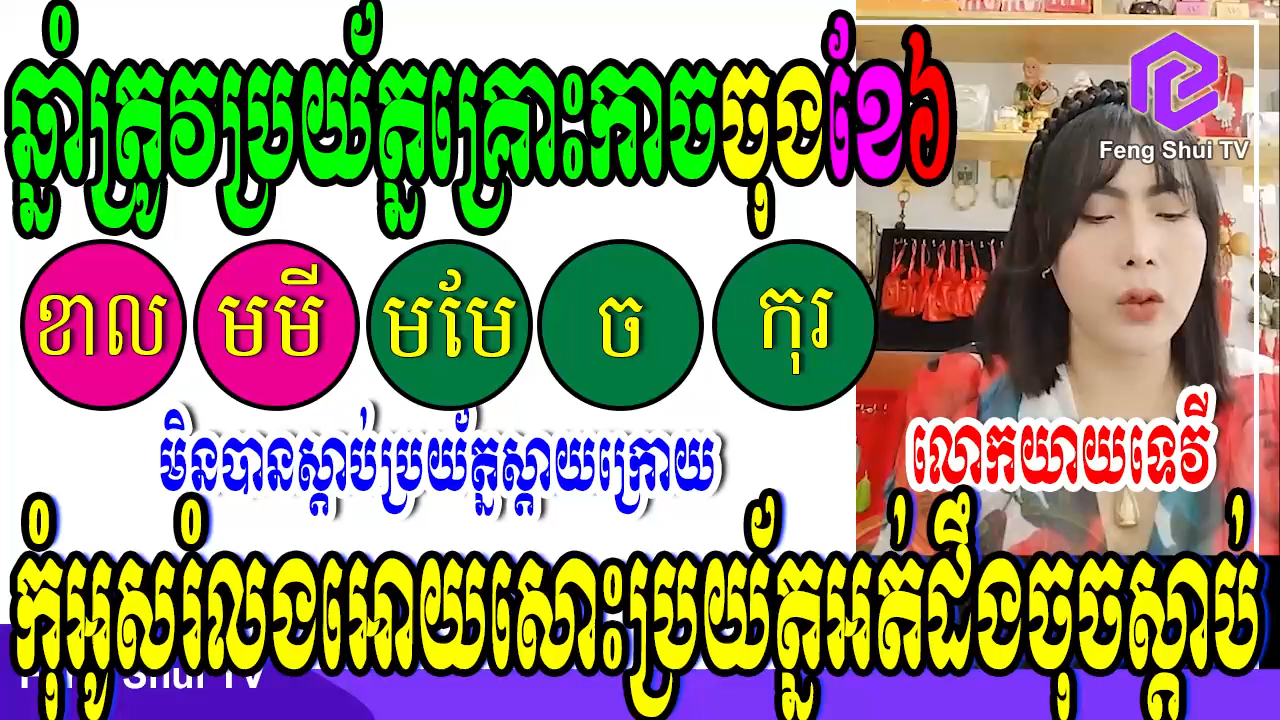 ឆ្នាំត្រូវប្រយ័ត្នគ្រោះកាចចុងខែ៦
Feng Shui TV
ខាល មមី មមែ ច កុរ
មិនបានស្តាប់ប្រយ័ត្នស្តាយក្រោយ
លោកយាយទេវី
កុំអូសរំលងអោយសោះប្រយ័ត្នអត់ដឹងចុចស្តាប់
Feng Shui TV